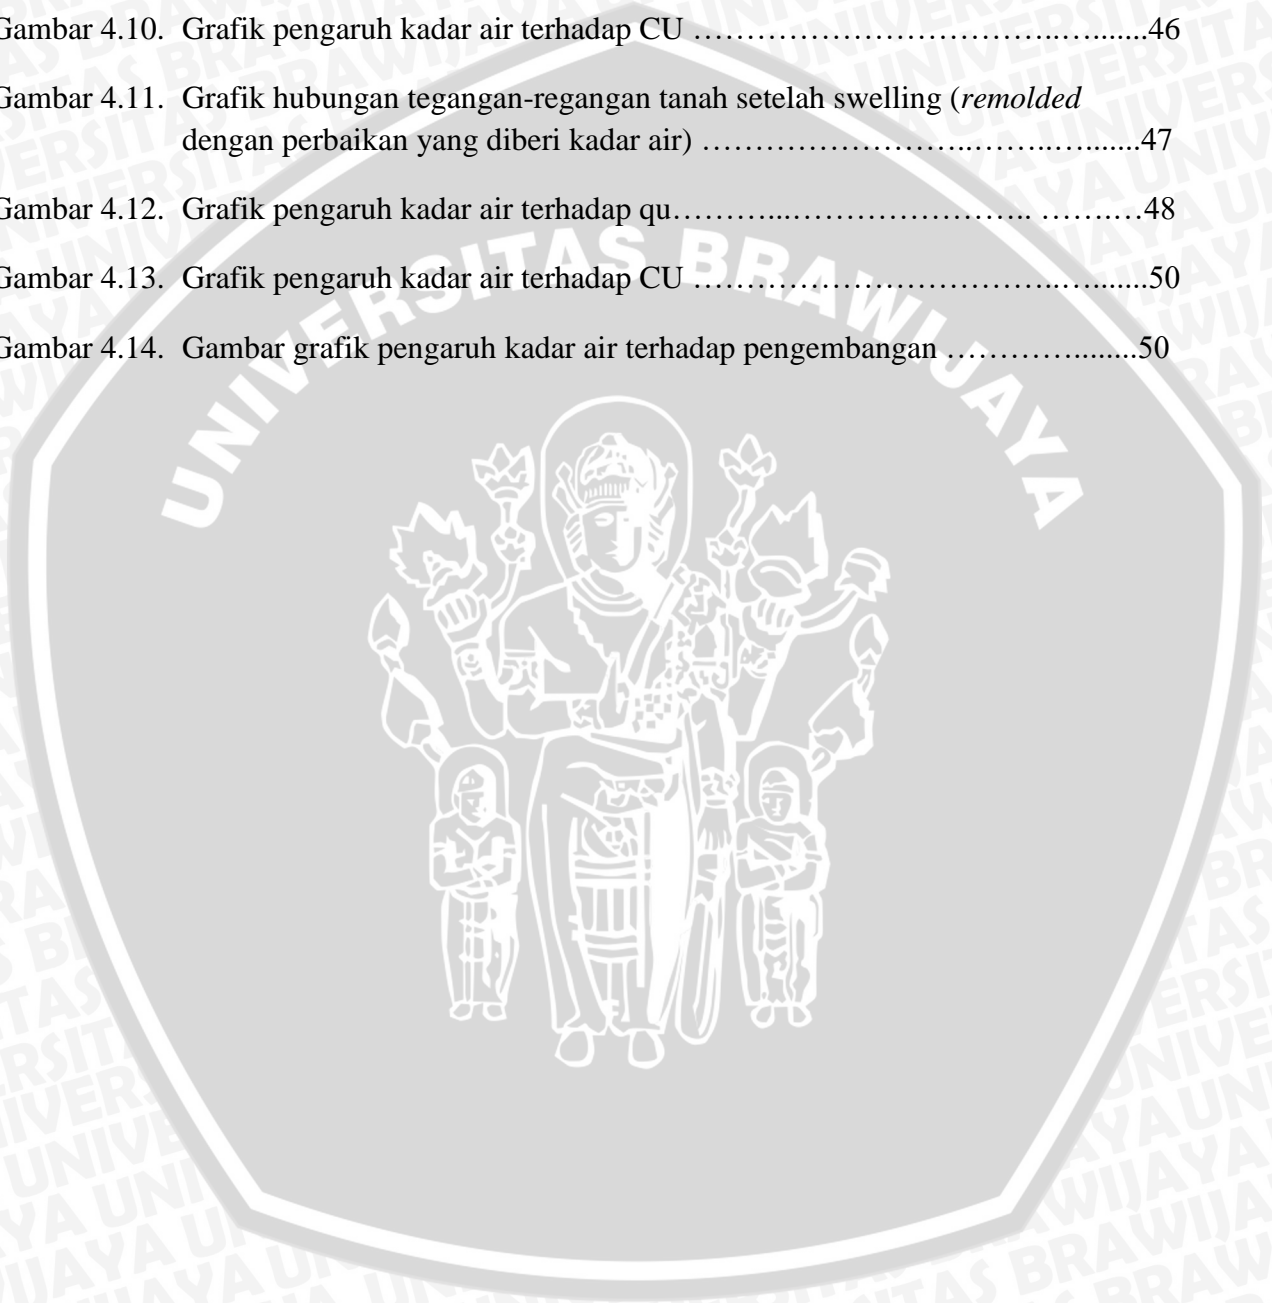 Gambar 4.10. Grafik pengaruh kadar air terhadap CU …………………………………..…......46
Gambar 4.11. Grafik hubungan tegangan-regangan tanah setelah swelling (remolded
dengan perbaikan yang diberi kadar air) ……………………..……..….......47
Gambar 4.12. Grafik pengaruh kadar air terhadap qu………....………………….. …….…48
Gambar 4.13. Grafik pengaruh kadar air terhadap CU …………………………….…......50
Gambar 4.14. Gambar grafik pengaruh kadar air terhadap pengembangan …………........50
UNIVERSITAS BRAWIJAYA